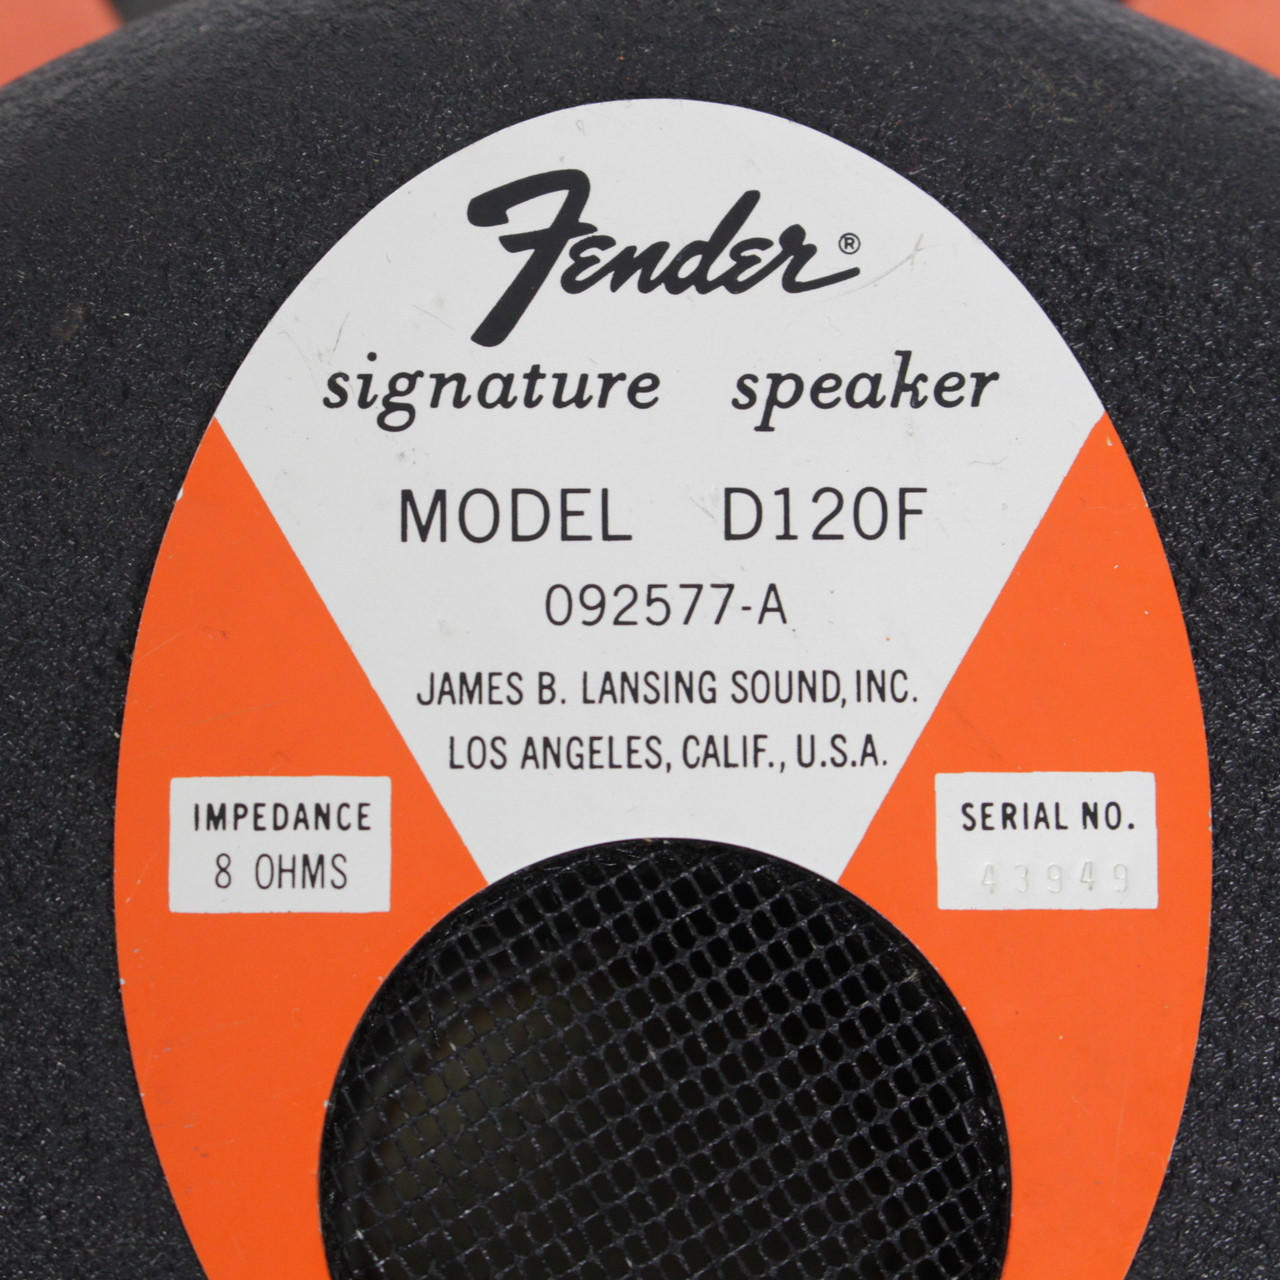 Fender®
signature speaker
MODEL D120F
092577-A
JAMES B. LANSING SOUND, INC.
LOS ANGELES, CALIF., U.S.A.
IMPEDANCE
8 OHMS
SERIAL NO.
43949